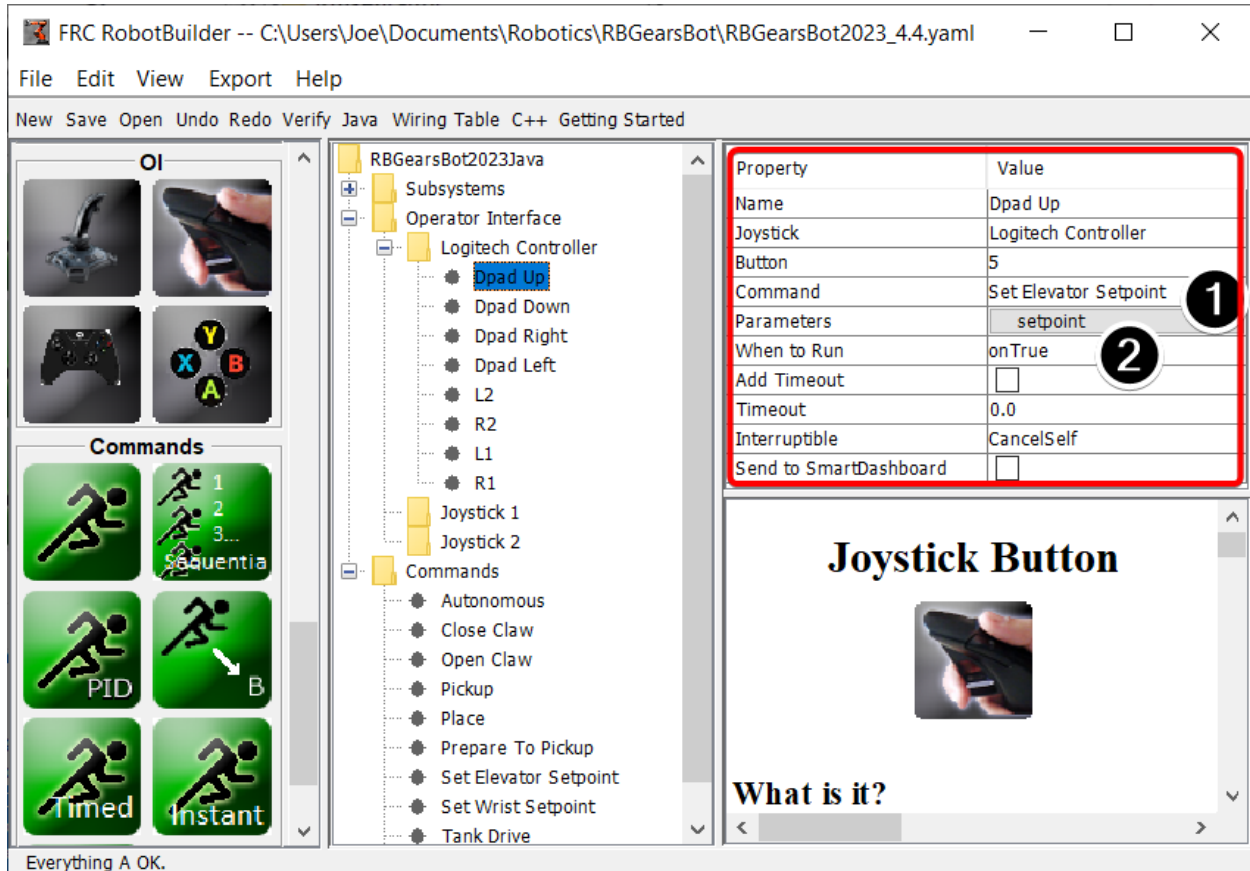 FRC RobotBuilder -- C:\Users\Joe\Documents\Robotics\RBGearsBot\RBGearsBot2023_4.4.yaml
File Edit View Export Help
New Save Open Undo Redo Verify Java Wiring Table C++ Getting Started
OI
Y
X B
A
Commands
1
2
3...
Sequentia
PID
B
Timed
Instant
RBGearsBot2023Java
Subsystems
Operator Interface
Logitech Controller
Dpad Up
Dpad Down
Dpad Right
Dpad Left
L2
R2
L1
R1
Joystick 1
Joystick 2
Commands
Autonomous
Close Claw
Open Claw
Pickup
Place
Prepare To Pickup
Set Elevator Setpoint
Set Wrist Setpoint
Tank Drive
Property Value
Name Dpad Up
Joystick Logitech Controller
Button 5
Command Set Elevator Setpoint
1
Parameters setpoint
When to Run onTrue
2
Add Timeout
Timeout 0.0
Interruptible CancelSelf
Send to SmartDashboard
Joystick Button
What is it?
Everything A OK.